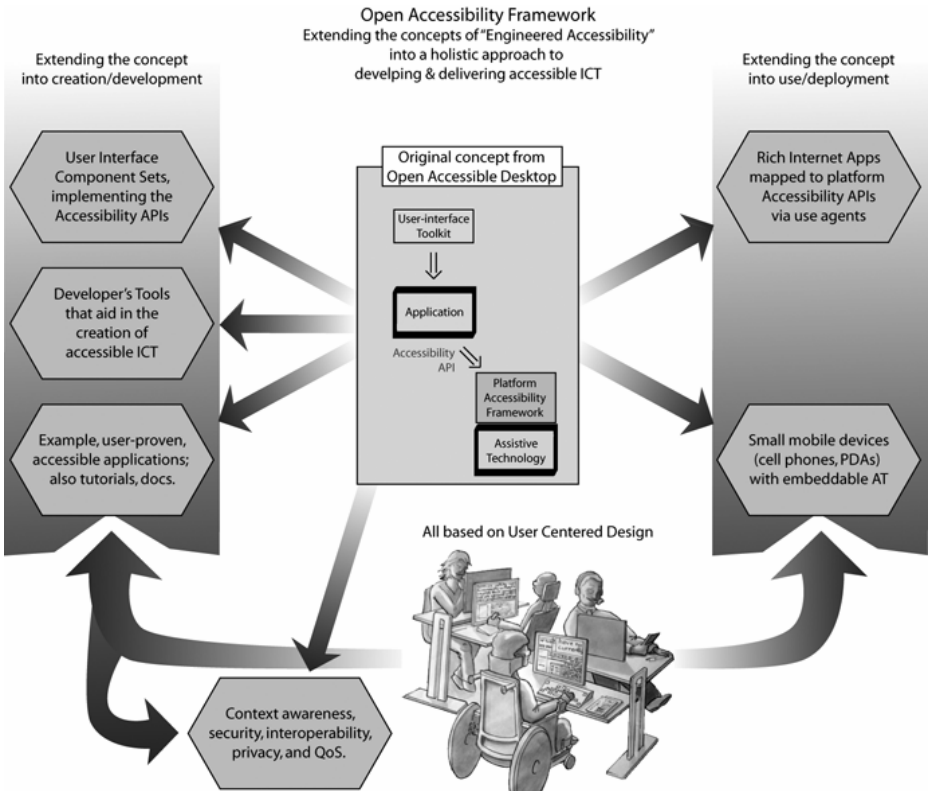 Open Accessibility Framework
Extending the concepts of “Engineered Accessibility”
into a holistic approach to
develping & delivering accessible ICT
Extending the concept
into creation/development
User Interface
Component Sets,
implementing the
Accessibility APIs
Developer’s Tools
that aid in the
creation of
accessible ICT
Example, user-proven,
accessible applications;
also tutorials, docs.
Original concept from
Open Accessible Desktop
User-interface
Toolkit
Application
Accessibility
API
Platform
Accessibility
Framework
Assistive
Technology
Extending the concept
into use/deployment
Rich Internet Apps
mapped to platform
Accessibility APIs
via use agents
Small mobile devices
(cell phones, PDAs)
with embeddable AT
All based on User Centered Design
Context awareness,
security, interoperability,
privacy, and QoS.